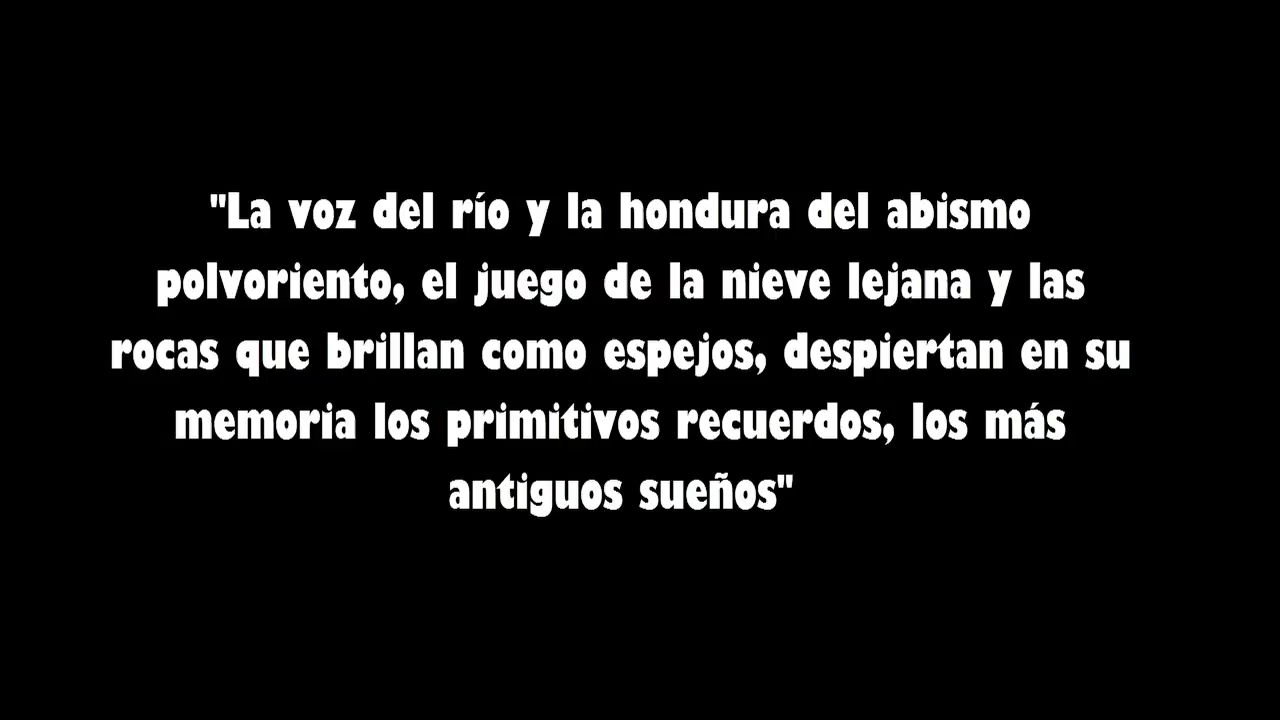 "La voz del río y la hondura del abismo
polvoriento, el juego de la nieve lejana y las
rocas que brillan como espejos, despiertan en su
memoria los primitivos recuerdos, los más
antiguos sueños"